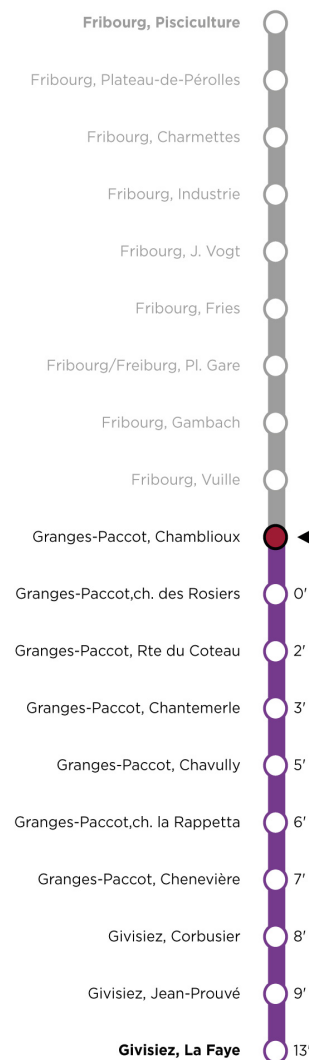 Fribourg, Pisciculture
Fribourg, Plateau-de-Pérolles
Fribourg, Charmettes
Fribourg, Industrie
Fribourg, J. Vogt
Fribourg, Fries
Fribourg/Freiburg, Pl. Gare
Fribourg, Gambach
Fribourg, Vuille
Granges-Paccot, Chamblioux
Granges-Paccot,ch. des Rosiers 0'
Granges-Paccot, Rte du Coteau 2'
Granges-Paccot, Chantemerle 3'
Granges-Paccot, Chavully 5'
Granges-Paccot,ch. la Rappetta 6'
Granges-Paccot, Chenevière 7'
Givisiez, Corbusier 8'
Givisiez, Jean-Prouvé 9'
Givisiez, La Faye 13'